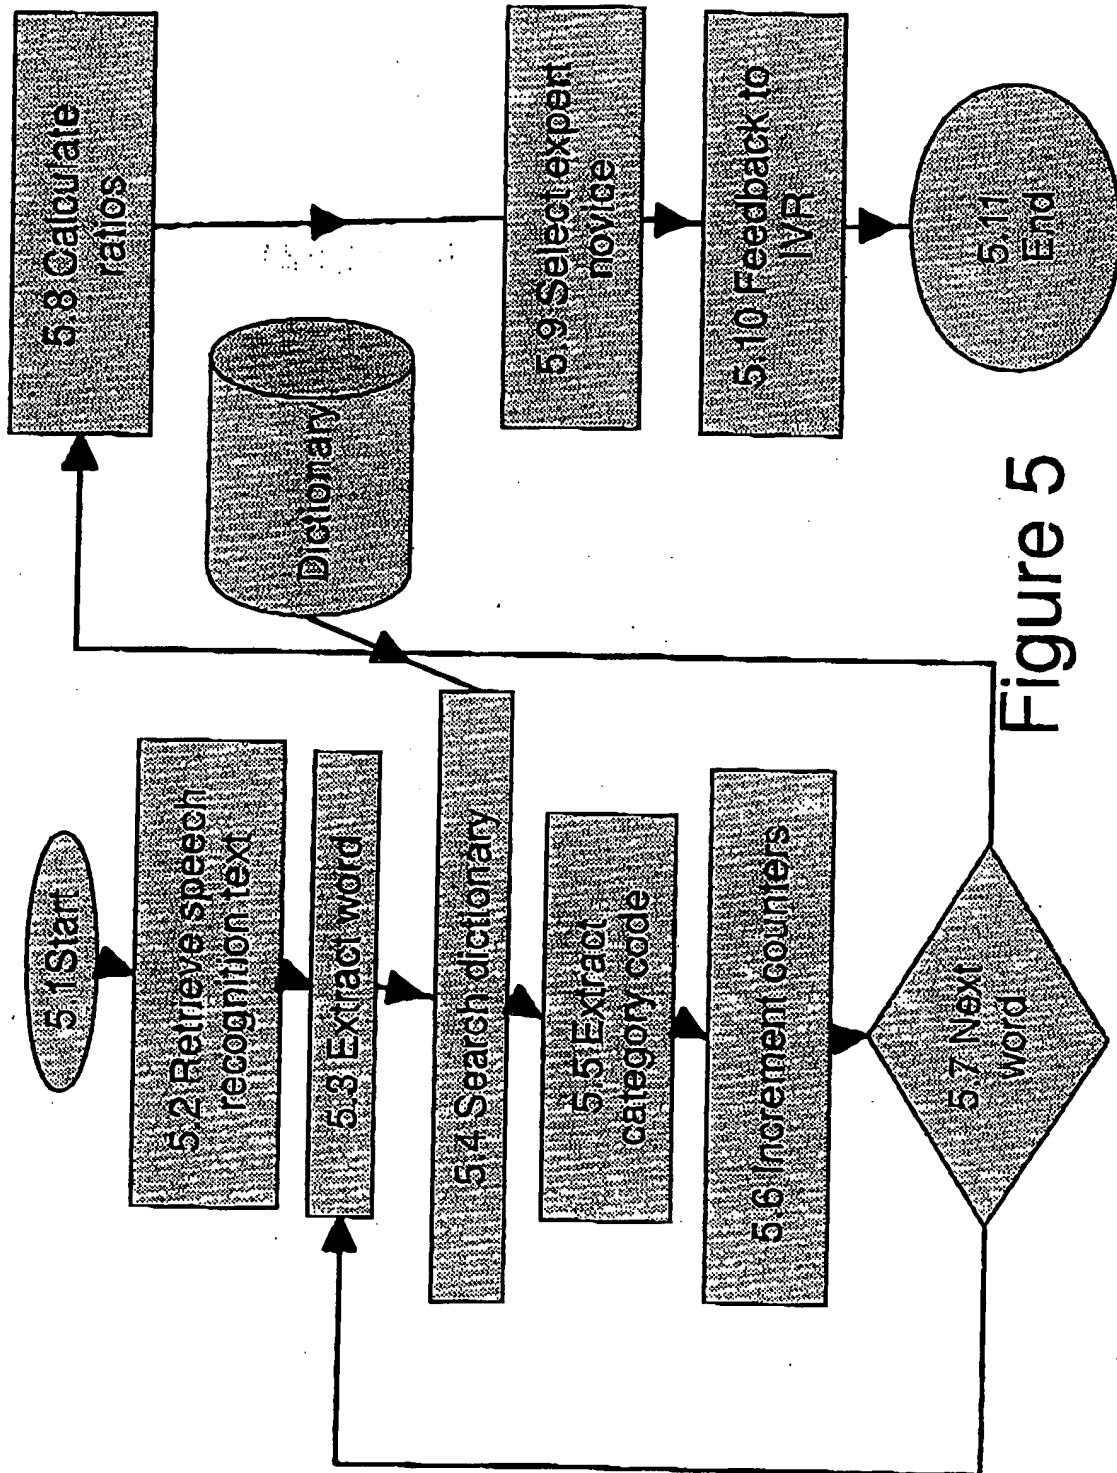 5.1Start
5.2 Retrieve speech
recognition text
5.3 Extract word
5.4 Search dictionary
5.5 Extract
category code
5.6 Increment counters
5.7 Next
word
Dictionary
5.8 Calculate
ratios
5.9 Select expert
novice
5.10 Feedback to
IVR
5.11
End
Figure 5